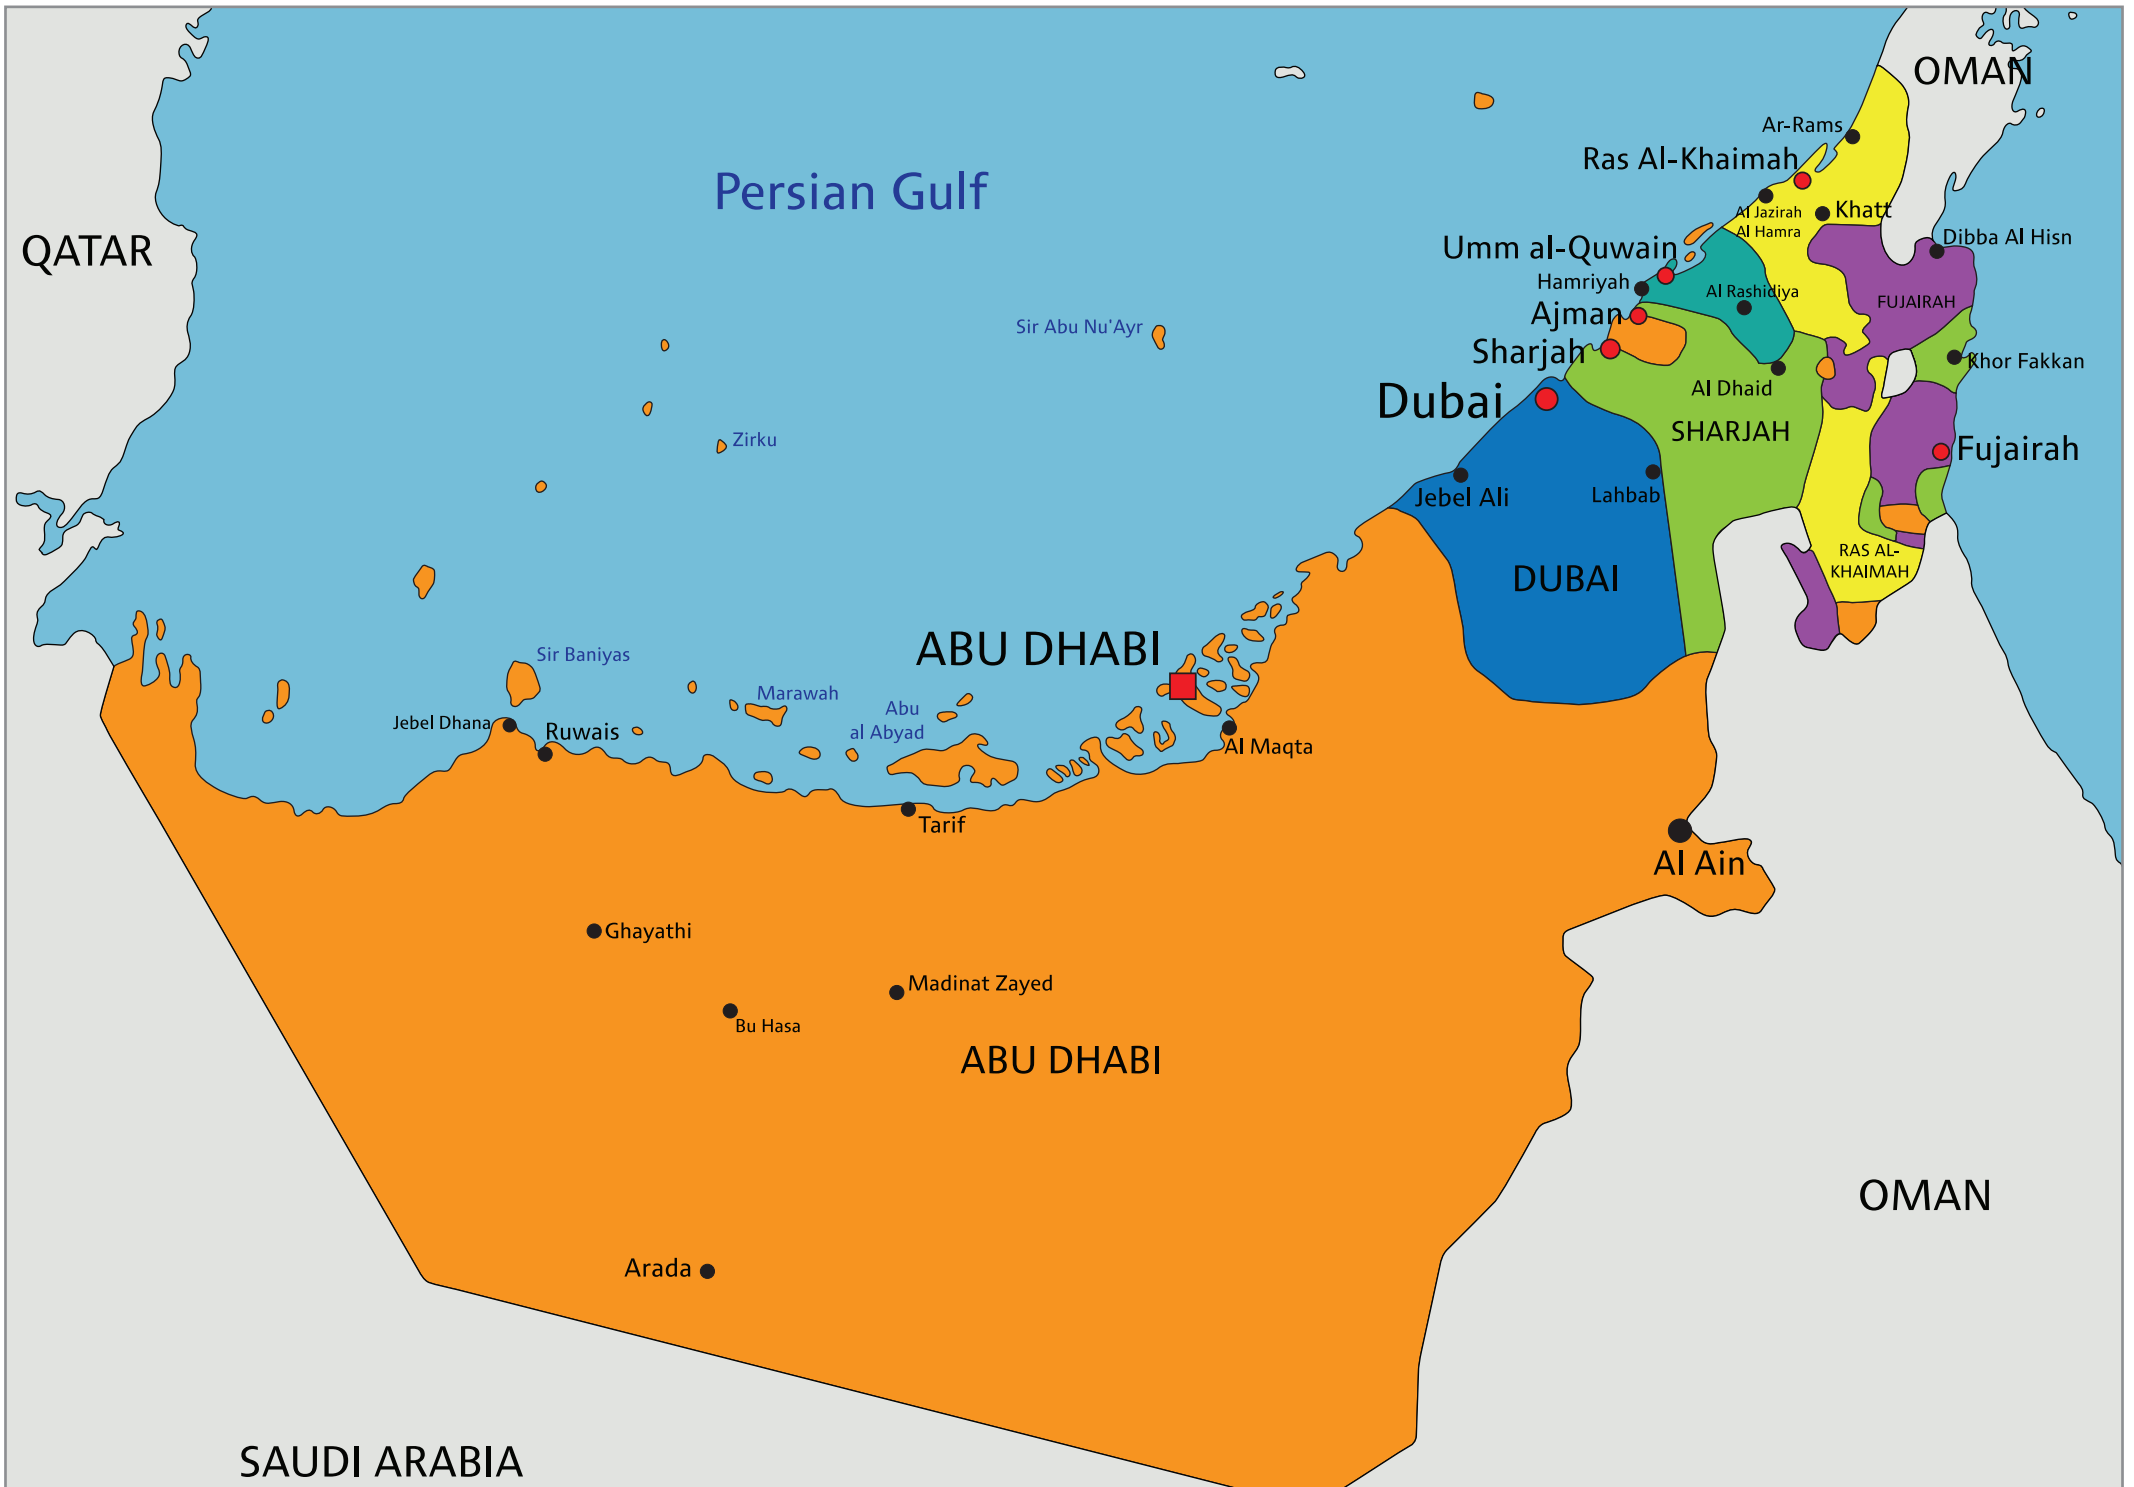 OMAN
Ar-Rams
Ras Al-Khaimah
Persian Gulf
Al Jazirah
Al Hamra
Khatt
QATAR
Umm al-Quwain
Dibba Al Hisn
Hamriyah
Al Rashidiya
FUJAIRAH
Ajman
Sir Abu Nu'Ayr
Sharjah
Khor Fakkan
Al Dhaid
Dubai
SHARJAH
Zirku
Fujairah
Jebel Ali
Lahbab
RAS AL-
KHAIMAH
DUBAI
ABU DHABI
Sir Baniyas
Marawah
Abu
al Abyad
Jebel Dhana
Ruwais
Al Maqta
Tarif
Al Ain
Ghayathi
Madinat Zayed
Bu Hasa
ABU DHABI
OMAN
Arada
SAUDI ARABIA